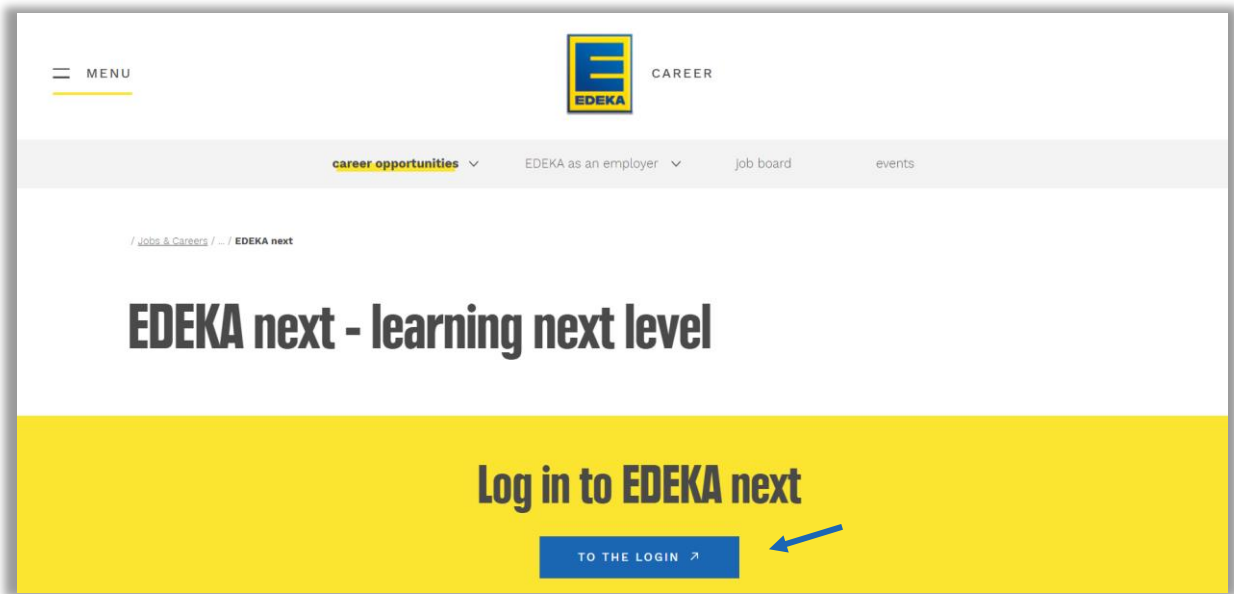 MENU
EDEKA
CAREER
career opportunities
EDEKA as an employer
job board
events
/ Jobs & Careers / ... / EDEKA next
EDEKA next - learning next level
Log in to EDEKA next
TO THE LOGIN